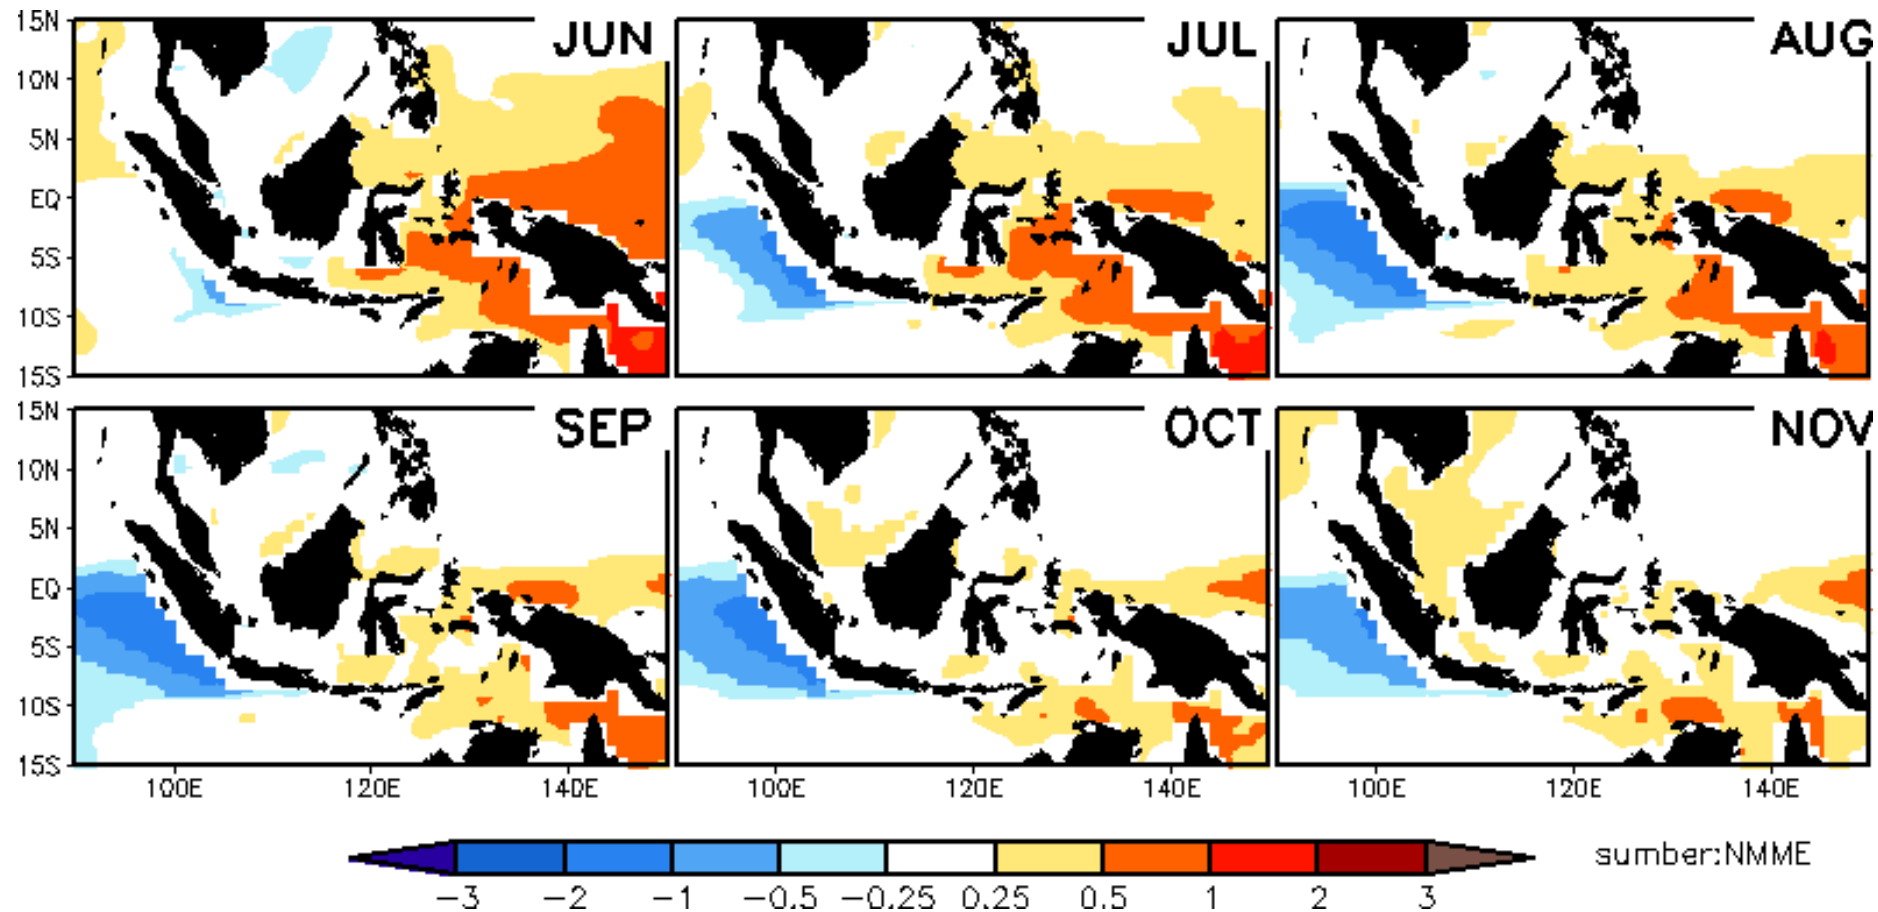 JUN
JUL
AUG
15N
10N
5N
EQ
5S
10S
15S
SEP
OCT
NOV
15N
10N
5N
EQ
5S
10S
15S
100E 120E 140E 100E 120E 140E 100E 120E 140E
-3 -2 -1 -0.5 -0.25 0.25 0.5 1 2 3
sumber:NMME